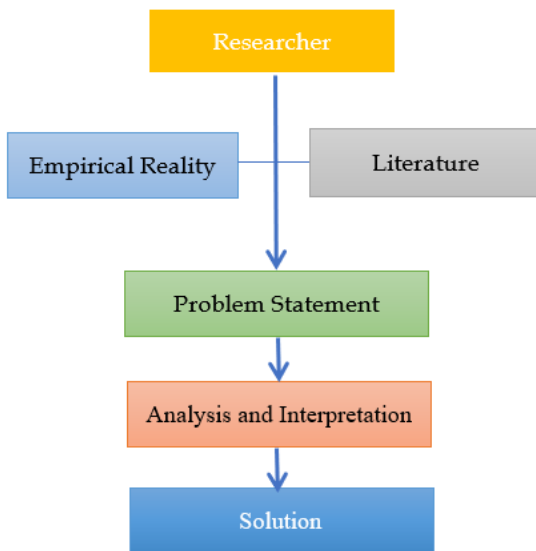 Researcher
Empirical Reality
Literature
Problem Statement
Analysis and Interpretation
Solution